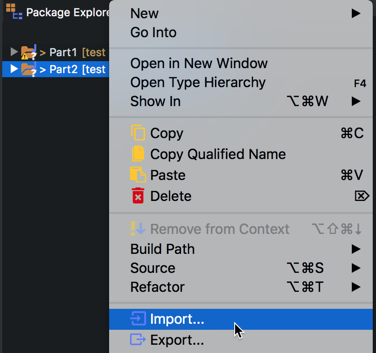 Package Explore
> Part1 [test
> Part2 [test
New
Go Into
Open in New Window
Open Type Hierarchy F4
Show In ⌥⌘W
Copy ⌘C
Copy Qualified Name
Paste ⌘V
Delete ⌦
Remove from Context ⌥⇧⌘↓
Build Path
Source ⌥⌘S
Refactor ⌥⌘T
Import...
Export...